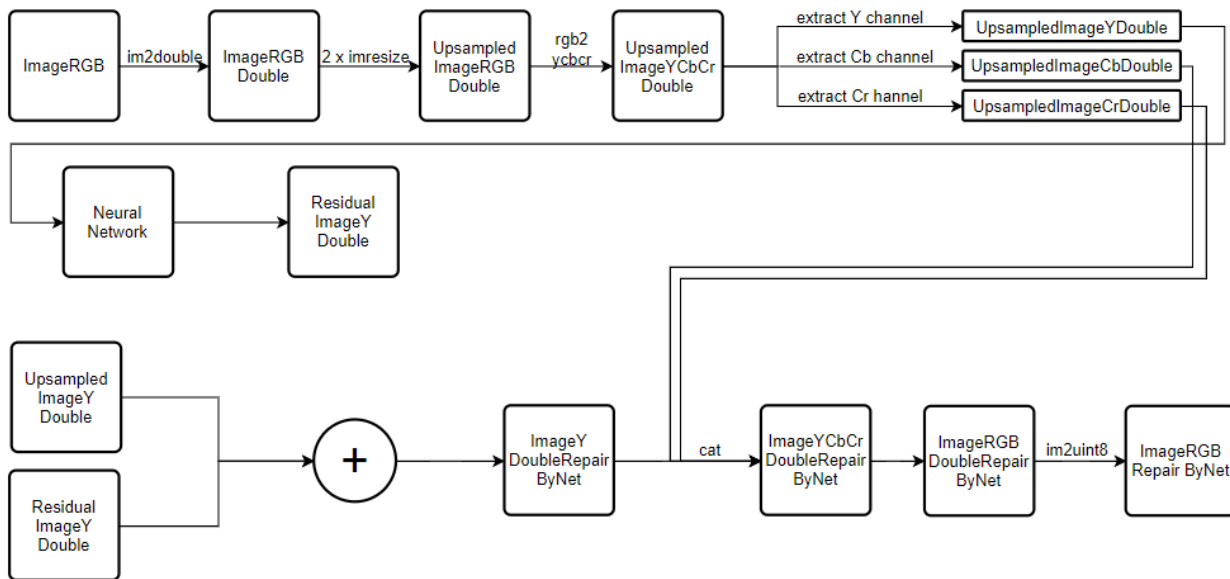 ImageRGB
im2double
ImageRGB
Double
2 x imresize
Upsampled
ImageRGB
Double
rgb2
ycbcr
Upsampled
ImageYCbCr
Double
extract Y channel
UpsampledImageYDouble
extract Cb channel
UpsampledImageCbDouble
extract Cr hannel
UpsampledImageCrDouble
Neural
Network
Residual
ImageY
Double
Upsampled
ImageY
Double
Residual
ImageY
Double
+
ImageY
DoubleRepair
ByNet
cat
ImageYCbCr
DoubleRepair
ByNet
ImageRGB
DoubleRepair
ByNet
im2uint8
ImageRGB
Repair ByNet